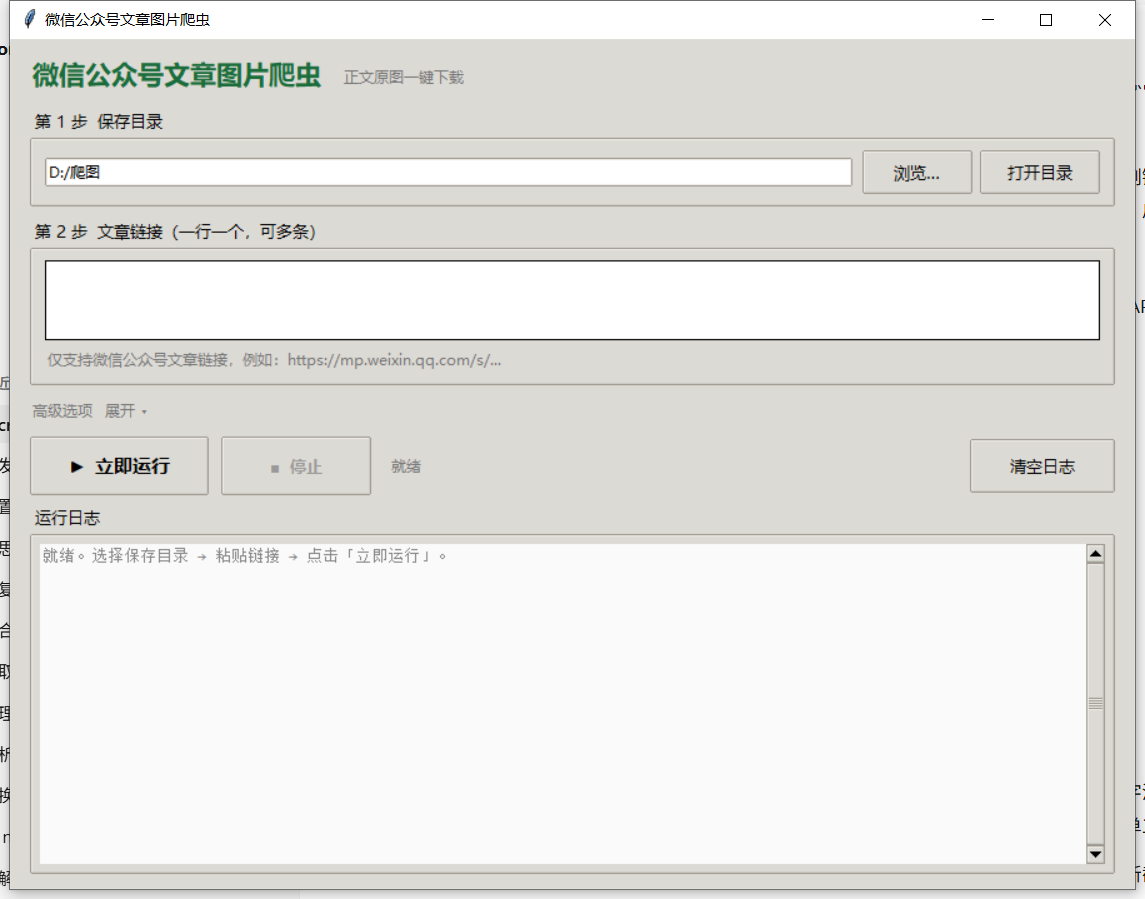 微信公众号文章图片爬虫
微信公众号文章图片爬虫 正文原图一键下载
第 1 步 保存目录
D:/爬图 浏览... 打开目录
第 2 步 文章链接（一行一个，可多条）
仅支持微信公众号文章链接，例如：https://mp.weixin.qq.com/s/...
高级选项 展开 ▾
▶ 立即运行 ■ 停止 就绪 清空日志
运行日志
就绪。选择保存目录 → 粘贴链接 → 点击「立即运行」。